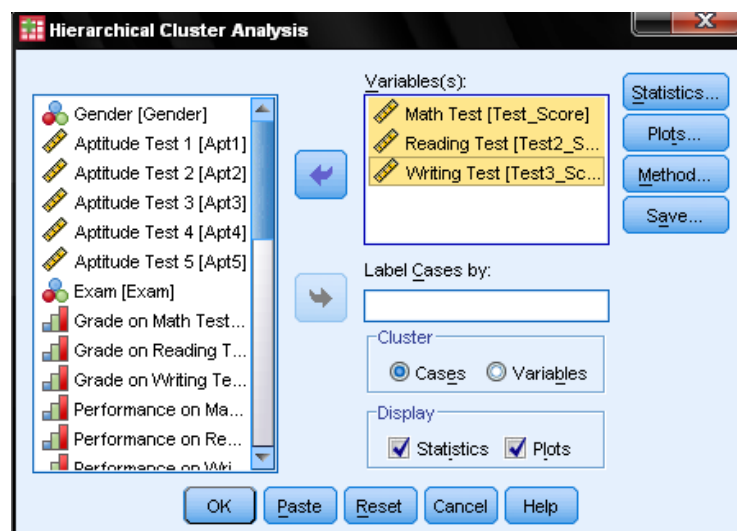 Hierarchical Cluster Analysis
Gender [Gender]
Aptitude Test 1 [Apt1]
Aptitude Test 2 [Apt2]
Aptitude Test 3 [Apt3]
Aptitude Test 4 [Apt4]
Aptitude Test 5 [Apt5]
Exam [Exam]
Grade on Math Test...
Grade on Reading T...
Grade on Writing Te...
Performance on Ma...
Performance on Re...
Performance on Wri...
Variables(s):
Math Test [Test_Score]
Reading Test [Test2_S...
Writing Test [Test3_Sc...
Label Cases by:
Cluster
Cases Variables
Display
Statistics Plots
Statistics...
Plots...
Method...
Save...
OK Paste Reset Cancel Help